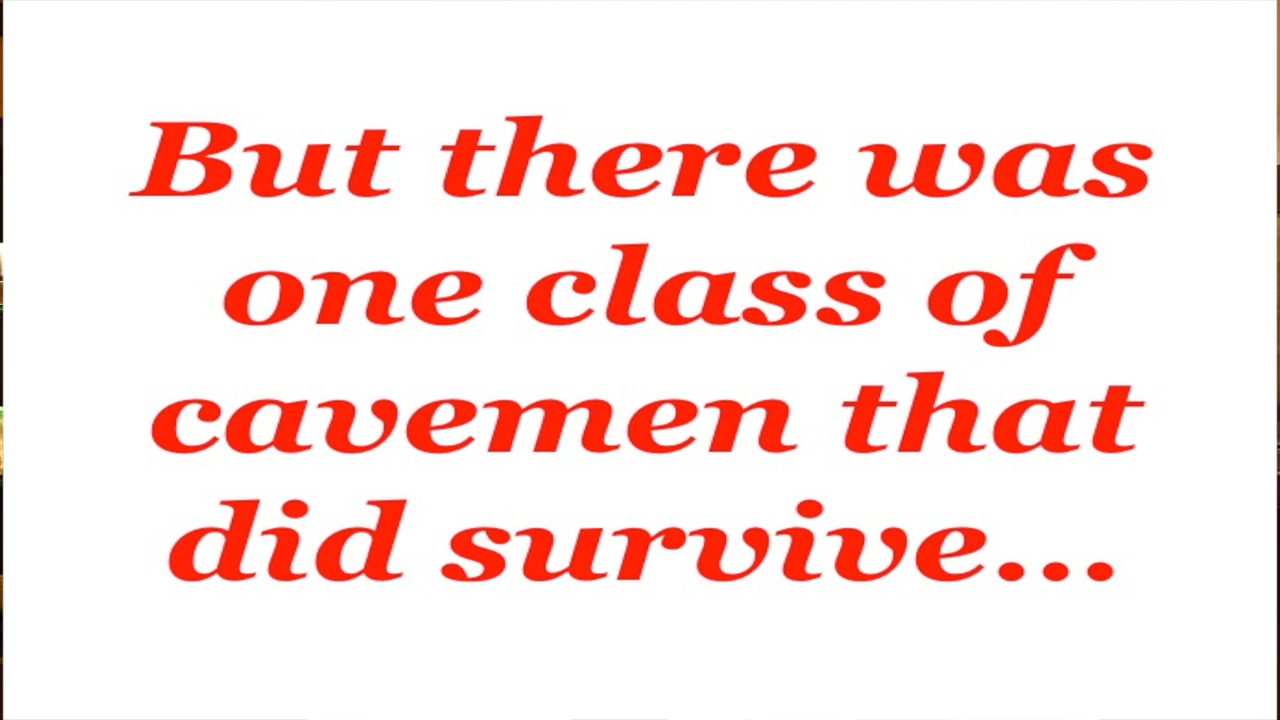 But there was
one class of
cavemen that
did survive...